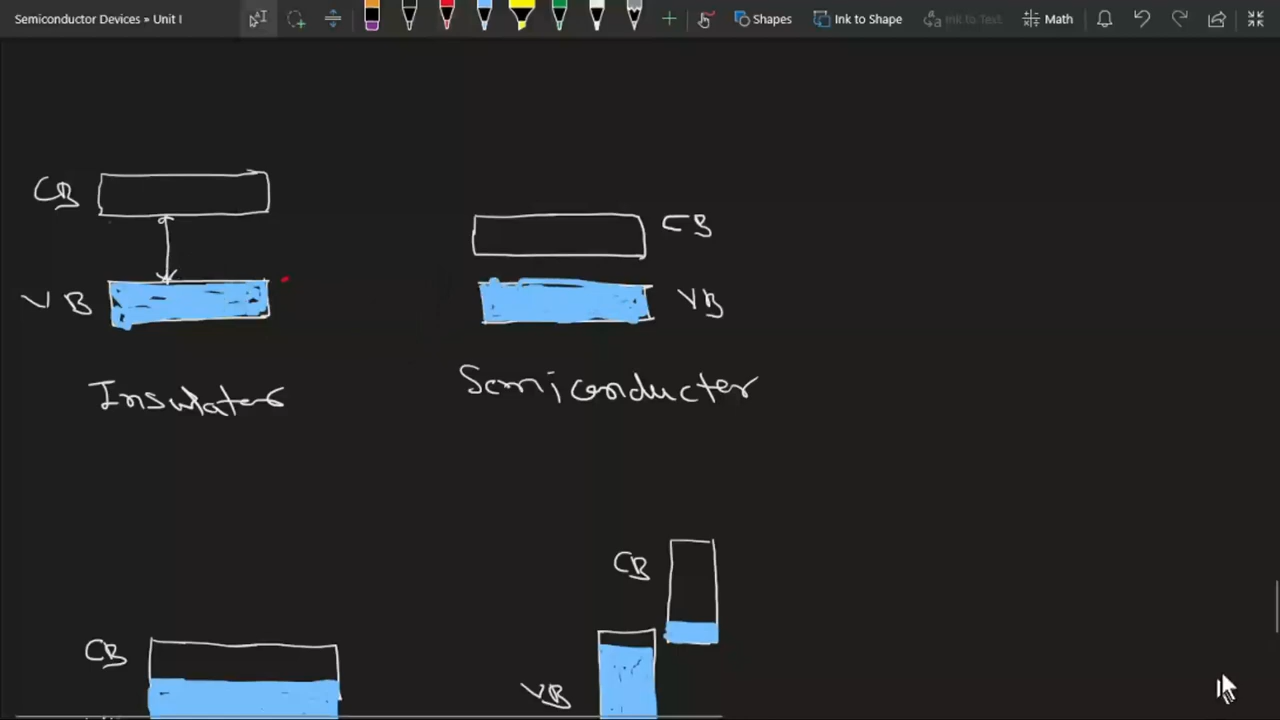 Semiconductor Devices » Unit I
Shapes
Ink to Shape
Ink to Text
Math
CB
VB
Insulator
CB
VB
Semiconductor
CB
CB
VB